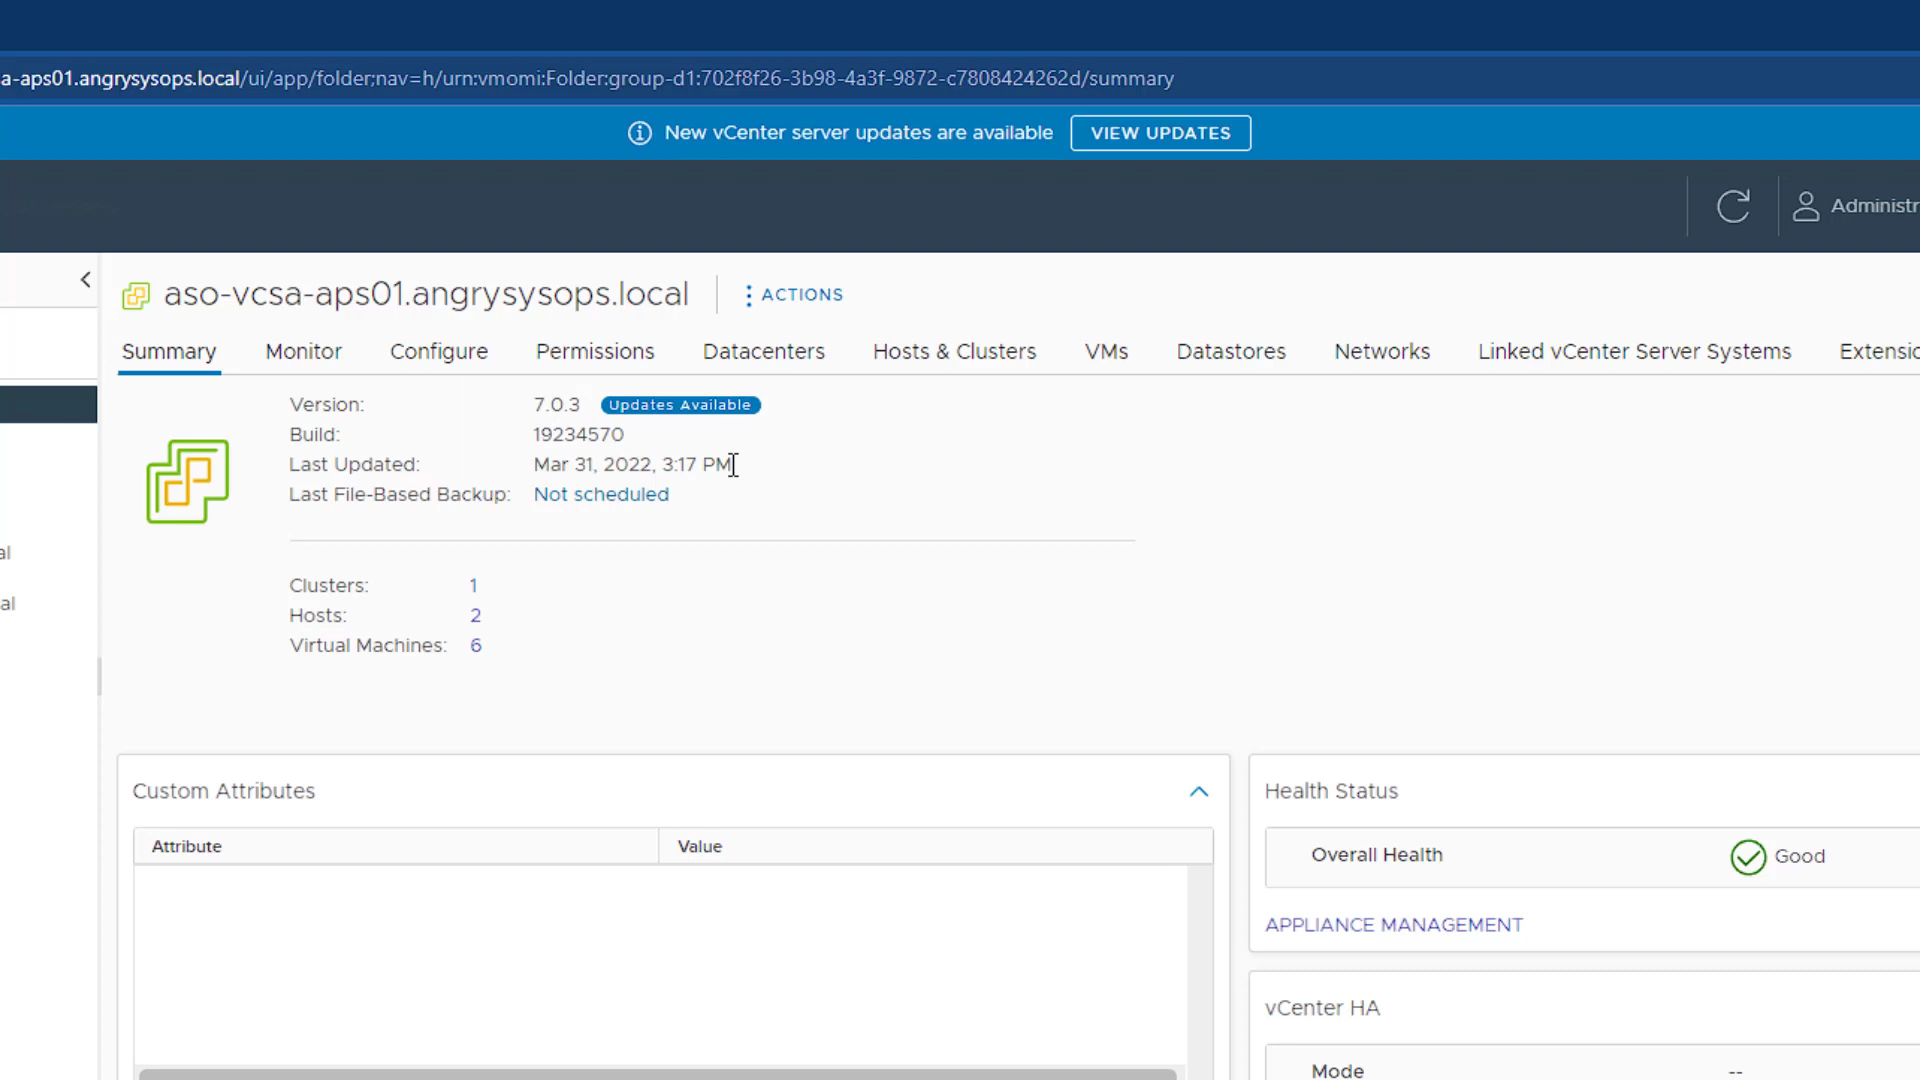 a-aps01.angrysysops.local/ui/app/folder;nav=h/urn:vmomi:Folder:group-d1:702f8f26-3b98-4a3f-9872-c7808424262d/summary
New vCenter server updates are available VIEW UPDATES
Administr
aso-vcsa-aps01.angrysysops.local ACTIONS
Summary Monitor Configure Permissions Datacenters Hosts & Clusters VMs Datastores Networks Linked vCenter Server Systems Extensio
Version: 7.0.3 Updates Available
Build: 19234570
Last Updated: Mar 31, 2022, 3:17 PM
Last File-Based Backup: Not scheduled
al
Clusters: 1
al
Hosts: 2
Virtual Machines: 6
Custom Attributes
Attribute Value
Health Status
Overall Health Good
APPLIANCE MANAGEMENT
vCenter HA
Mode --